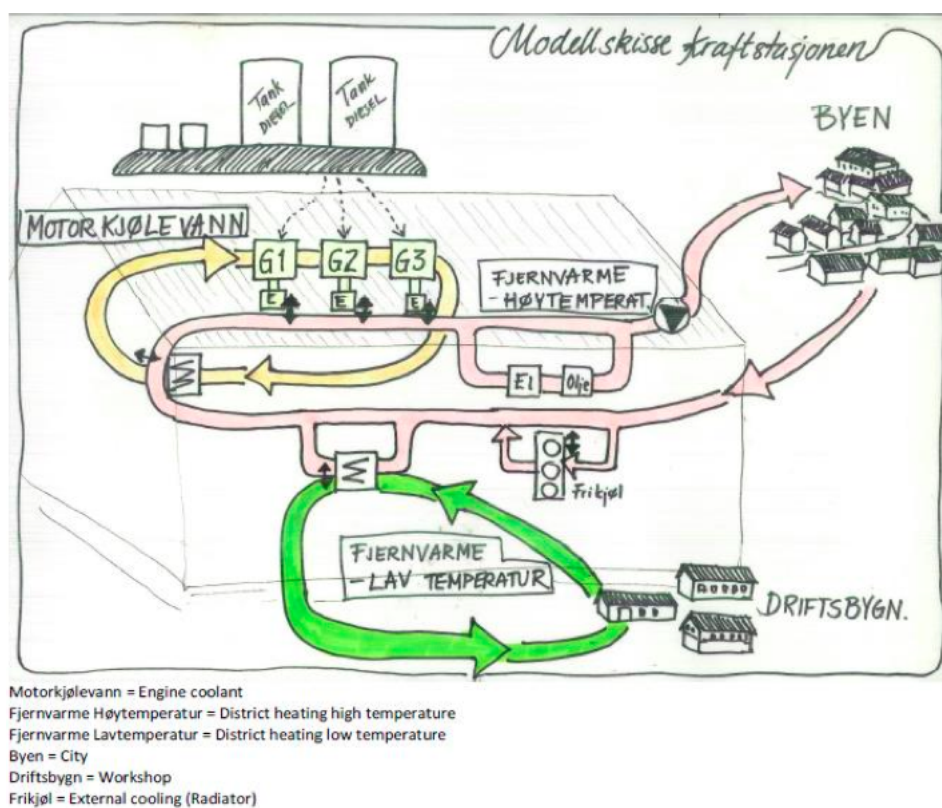 Modellskisse kraftstasjonen
Tank
DIESEL
Tank
DIESEL
BYEN
MOTORKJØLEVANN
G1
G2
G3
E
E
E
FJERNVARME
- HØYTEMPERAT.
El
Olje
Frikjøl
FJERNVARME
- LAV TEMPERATUR
DRIFTSBYGN.
Motorkjølevann = Engine coolant
Fjernvarme Høytemperatur = District heating high temperature
Fjernvarme Lavtemperatur = District heating low temperature
Byen = City
Driftsbygn = Workshop
Frikjøl = External cooling (Radiator)